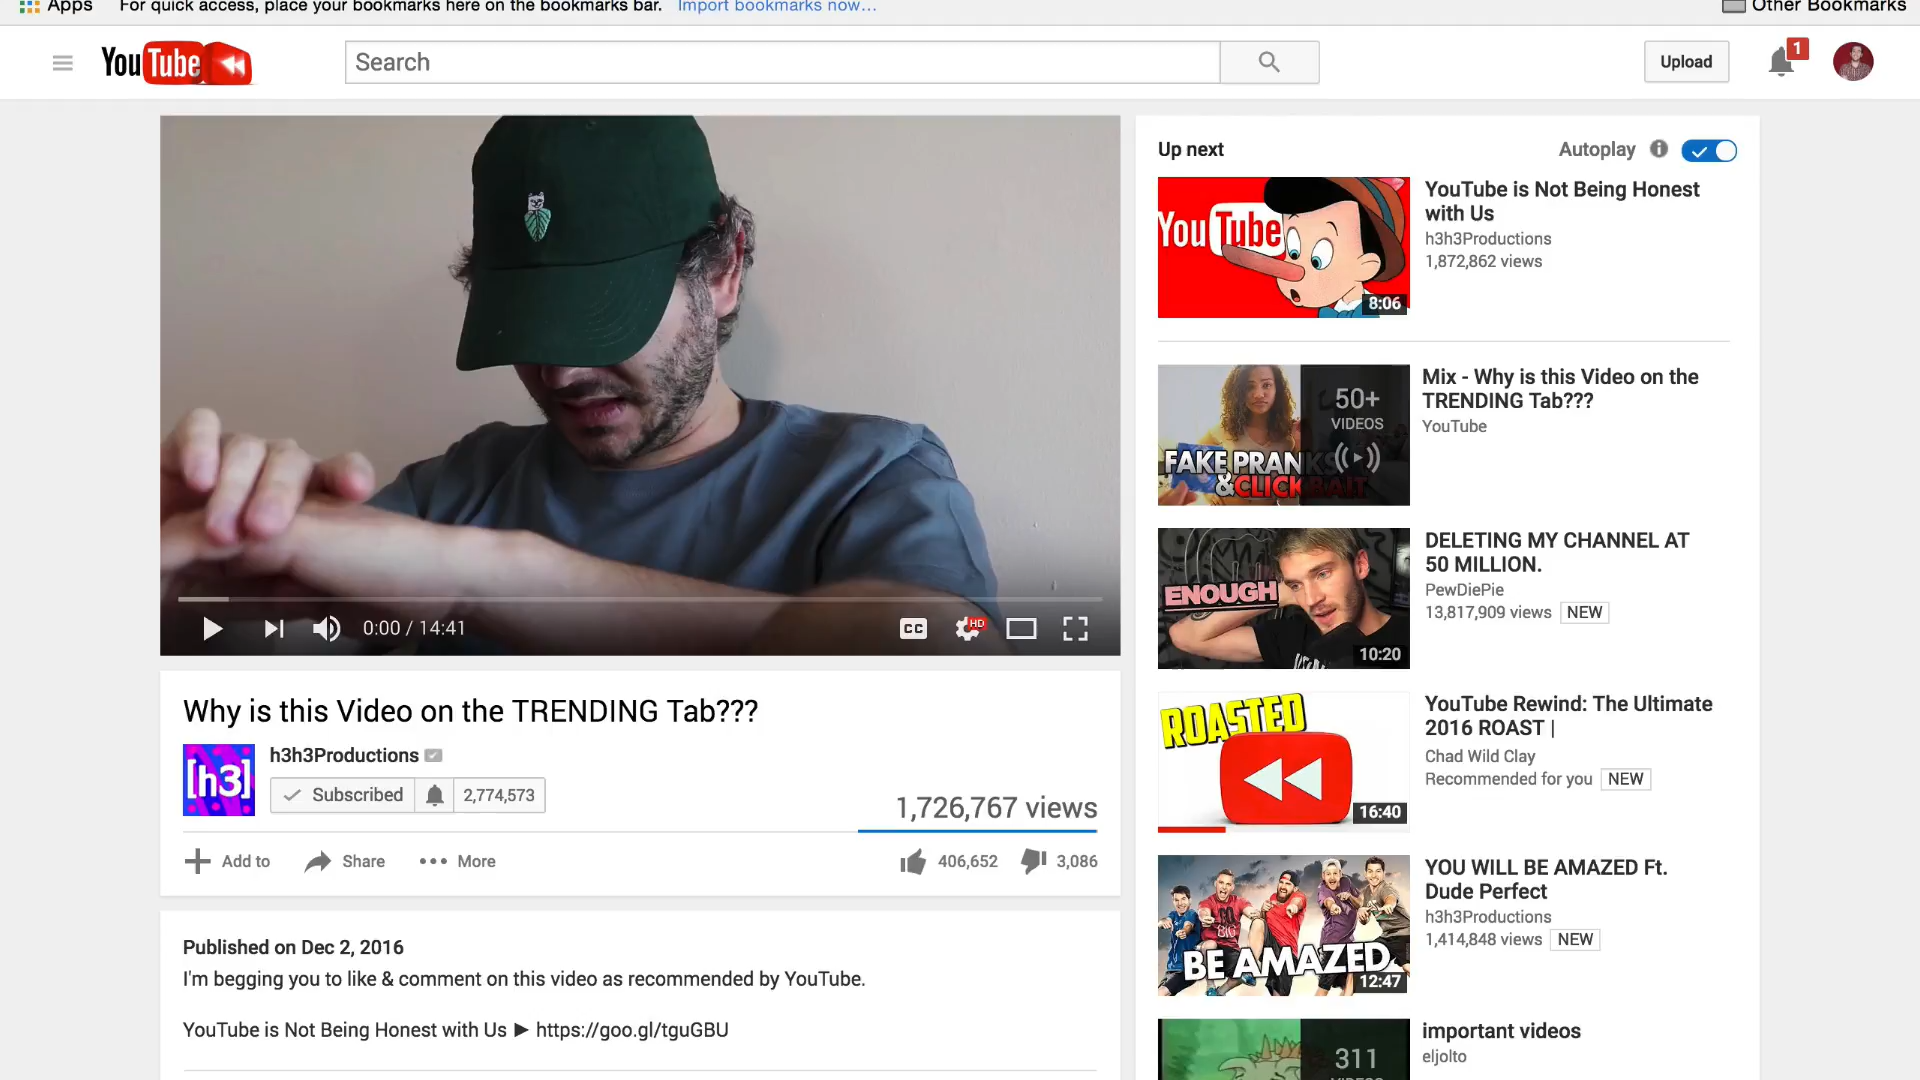 Apps For quick access, place your bookmarks here on the bookmarks bar. Import bookmarks now... Other Bookmarks
YouTube Search Upload 1
Up next Autoplay
YouTube
8:06
YouTube is Not Being Honest
with Us
h3h3Productions
1,872,862 views
50+
VIDEOS
FAKE PRANKS
&CLICKBAIT
Mix - Why is this Video on the
TRENDING Tab???
YouTube
ENOUGH
10:20
DELETING MY CHANNEL AT
50 MILLION.
PewDiePie
13,817,909 views NEW
0:00 / 14:41 CC HD
Why is this Video on the TRENDING Tab???
[h3]
h3h3Productions
Subscribed 2,774,573
1,726,767 views
Add to Share More 406,652 3,086
ROASTED
16:40
YouTube Rewind: The Ultimate
2016 ROAST |
Chad Wild Clay
Recommended for you NEW
BE AMAZED
12:47
YOU WILL BE AMAZED Ft.
Dude Perfect
h3h3Productions
1,414,848 views NEW
Published on Dec 2, 2016
I'm begging you to like & comment on this video as recommended by YouTube.
YouTube is Not Being Honest with Us ► https://goo.gl/tguGBU
311
VIDEOS
important videos
eljolto